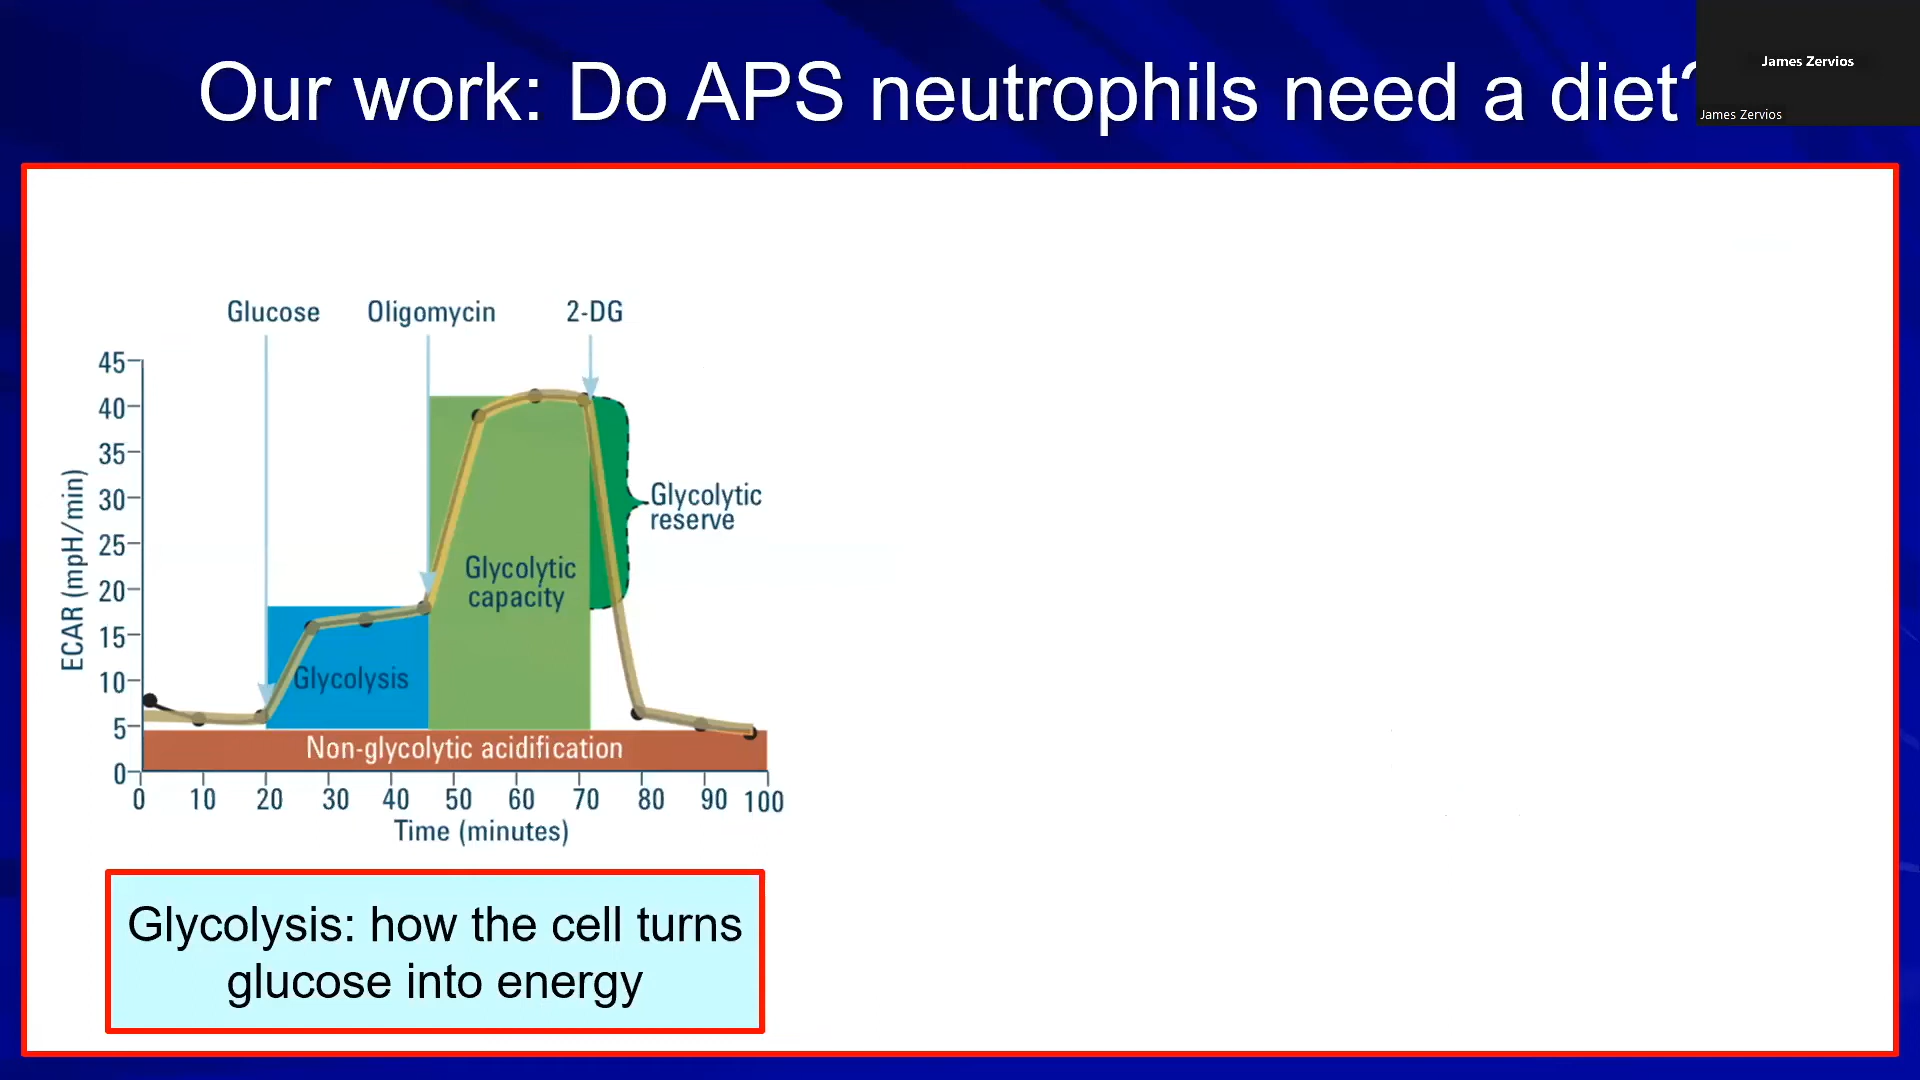 Our work: Do APS neutrophils need a diet?
James Zervios
James Zervios
Glucose
Oligomycin
2-DG
45
40
35
30
25
20
15
10
5
0
ECAR (mpH/min)
Glycolytic
reserve
Glycolytic
capacity
Glycolysis
Non-glycolytic acidification
0 10 20 30 40 50 60 70 80 90 100
Time (minutes)
Glycolysis: how the cell turns
glucose into energy